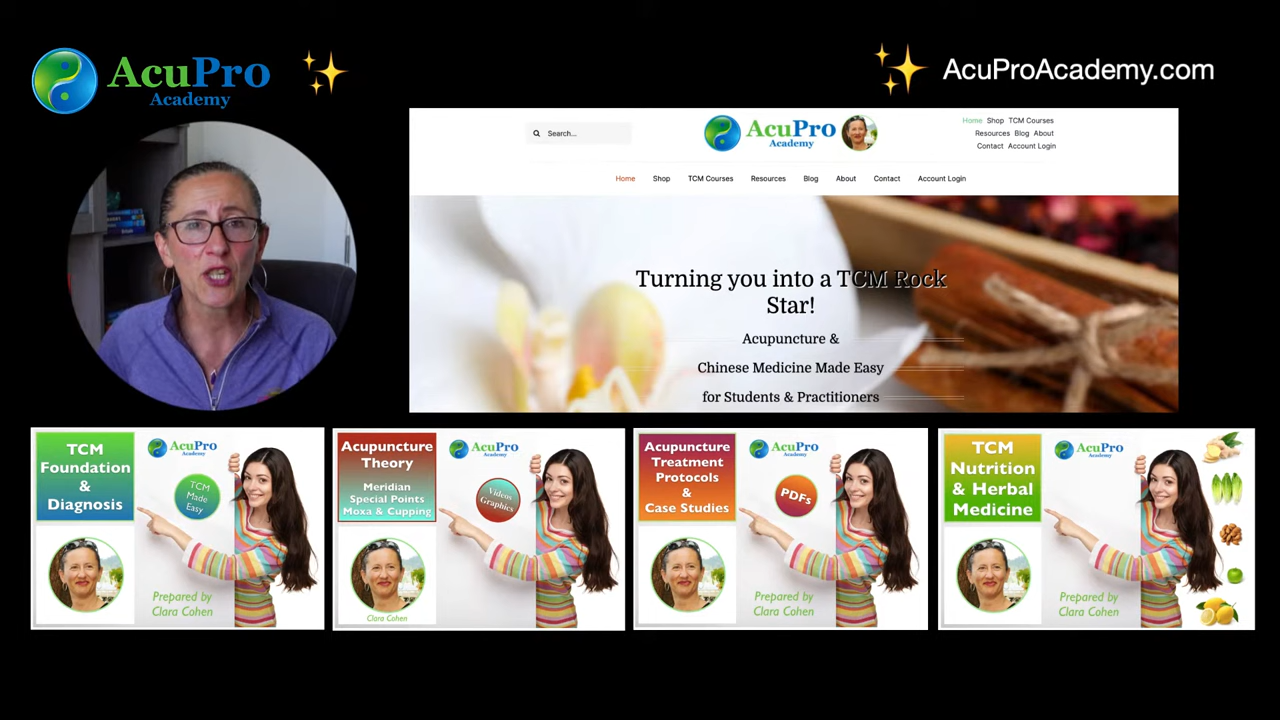 AcuPro
Academy
AcuProAcademy.com
Search...
AcuPro
Academy
Home Shop TCM Courses
Resources Blog About
Contact Account Login
Home Shop TCM Courses Resources Blog About Contact Account Login
Turning you into a TCM Rock
Star!
Acupuncture &
Chinese Medicine Made Easy
for Students & Practitioners
TCM
Foundation
&
Diagnosis
AcuPro
Academy
TCM
Made
Easy
Prepared by
Clara Cohen
Acupuncture
Theory
Meridian
Special Points
Moxa & Cupping
AcuPro
Academy
Videos
Graphics
Clara Cohen
Acupuncture
Treatment
Protocols
&
Case Studies
AcuPro
Academy
PDFs
Prepared by
Clara Cohen
TCM
Nutrition
& Herbal
Medicine
AcuPro
Academy
Prepared by
Clara Cohen